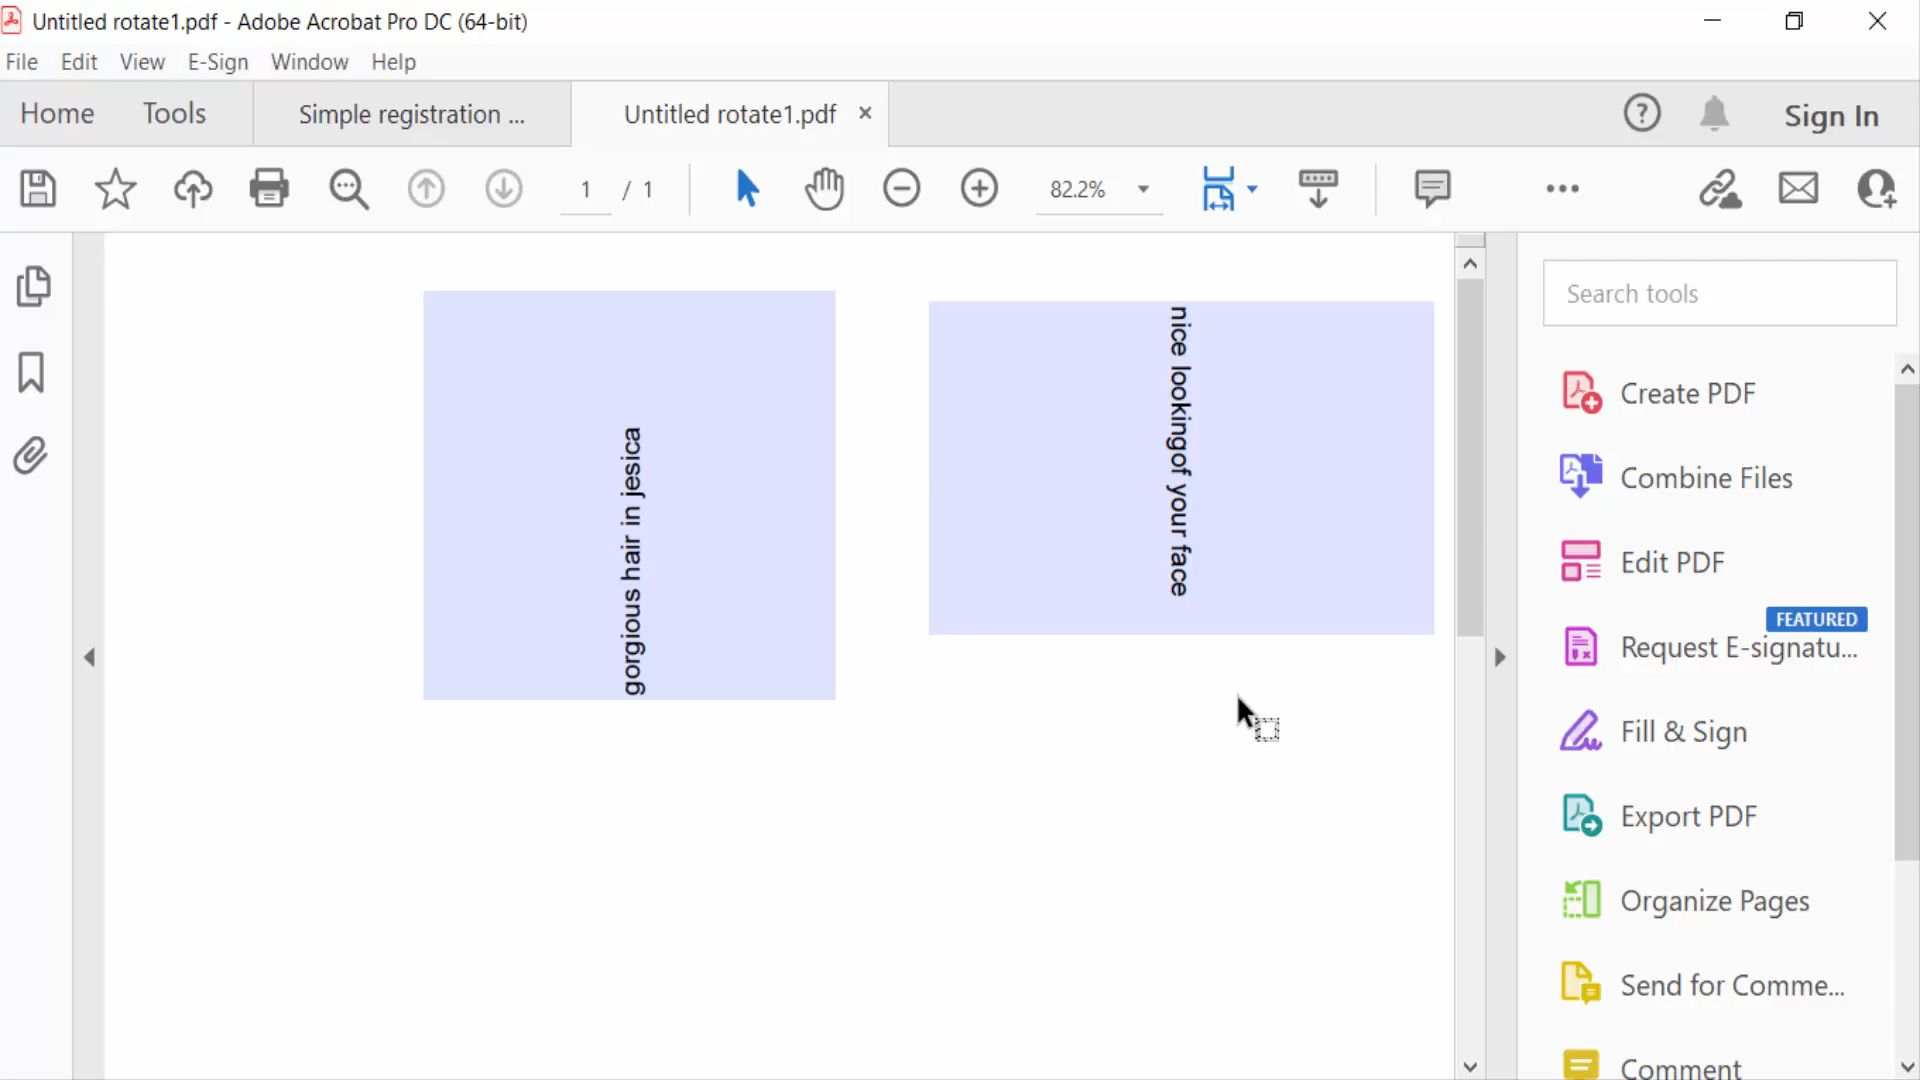 Untitled rotate1.pdf - Adobe Acrobat Pro DC (64-bit)
File Edit View E-Sign Window Help
Home Tools Simple registration ... Untitled rotate1.pdf × ? Sign In
1 / 1 82.2%
gorgious hair in jesica
nice lookingof your face
Search tools
Create PDF
Combine Files
Edit PDF
FEATURED
Request E-signatu...
Fill & Sign
Export PDF
Organize Pages
Send for Comme...
Comment